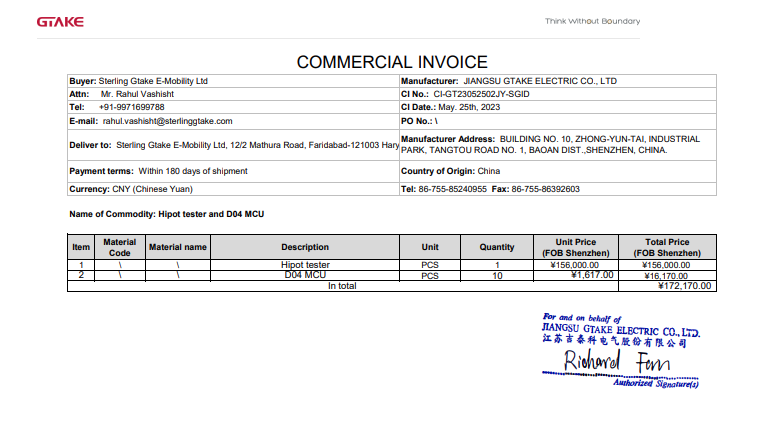 GTAKE
Think Without Boundary
COMMERCIAL INVOICE
Buyer: Sterling Gtake E-Mobility Ltd
Manufacturer: JIANGSU GTAKE ELECTRIC CO., LTD
Attn: Mr. Rahul Vashisht
CI No.: CI-GT23052502JY-SGID
Tel: +91-9971699788
CI Date.: May. 25th, 2023
E-mail: rahul.vashisht@sterlinggtake.com
PO No.: \
Deliver to: Sterling Gtake E-Mobility Ltd, 12/2 Mathura Road, Faridabad-121003 Hary
Manufacturer Address: BUILDING NO. 10, ZHONG-YUN-TAI, INDUSTRIAL
PARK, TANGTOU ROAD NO. 1, BAOAN DIST.,SHENZHEN, CHINA.
Payment terms: Within 180 days of shipment
Country of Origin: China
Currency: CNY (Chinese Yuan)
Tel: 86-755-85240955 Fax: 86-755-86392603
Name of Commodity: Hipot tester and D04 MCU
Item Material Code Material name Description Unit Quantity Unit Price (FOB Shenzhen) Total Price (FOB Shenzhen)
1 \ \ Hipot tester PCS 1 ¥156,000.00 ¥156,000.00
2 \ \ D04 MCU PCS 10 ¥1,617.00 ¥16,170.00
In total ¥172,170.00
For and on behalf of
JIANGSU GTAKE ELECTRIC CO., LTD.
江苏吉泰科电气股份有限公司
Richard Fan
Authorized Signature(s)